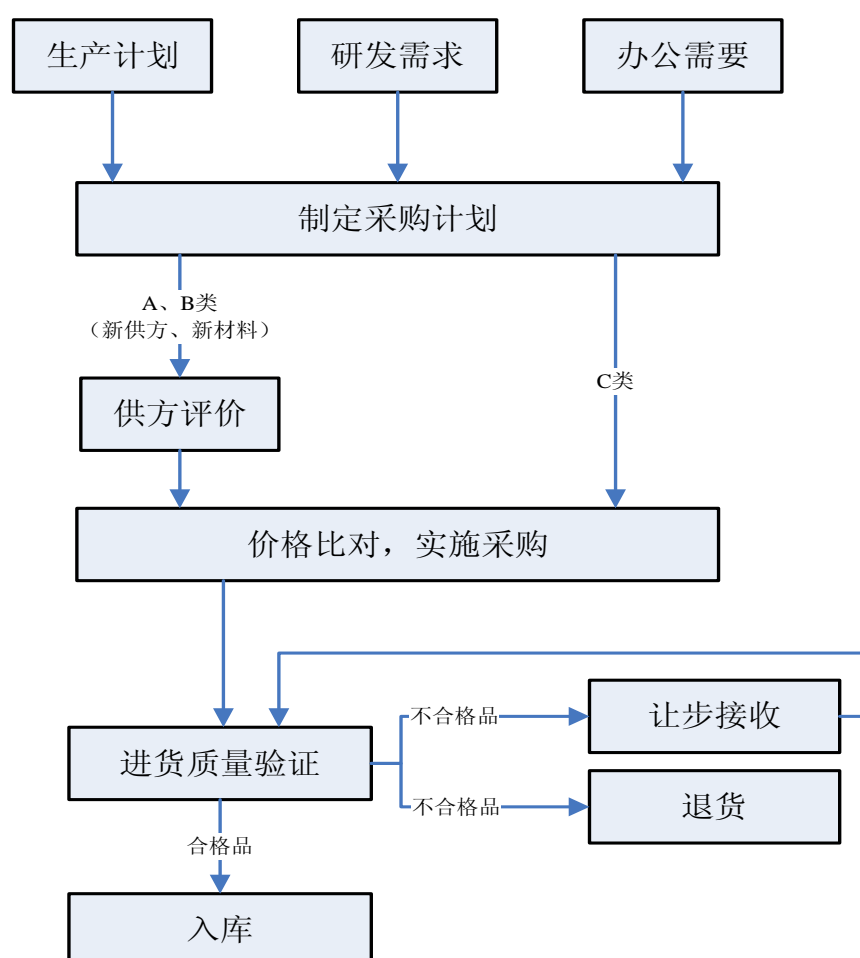 生产计划
研发需求
办公需要
制定采购计划
A、B类
（新供方、新材料）
C类
供方评价
价格比对，实施采购
不合格品
让步接收
进货质量验证
不合格品
退货
合格品
入库